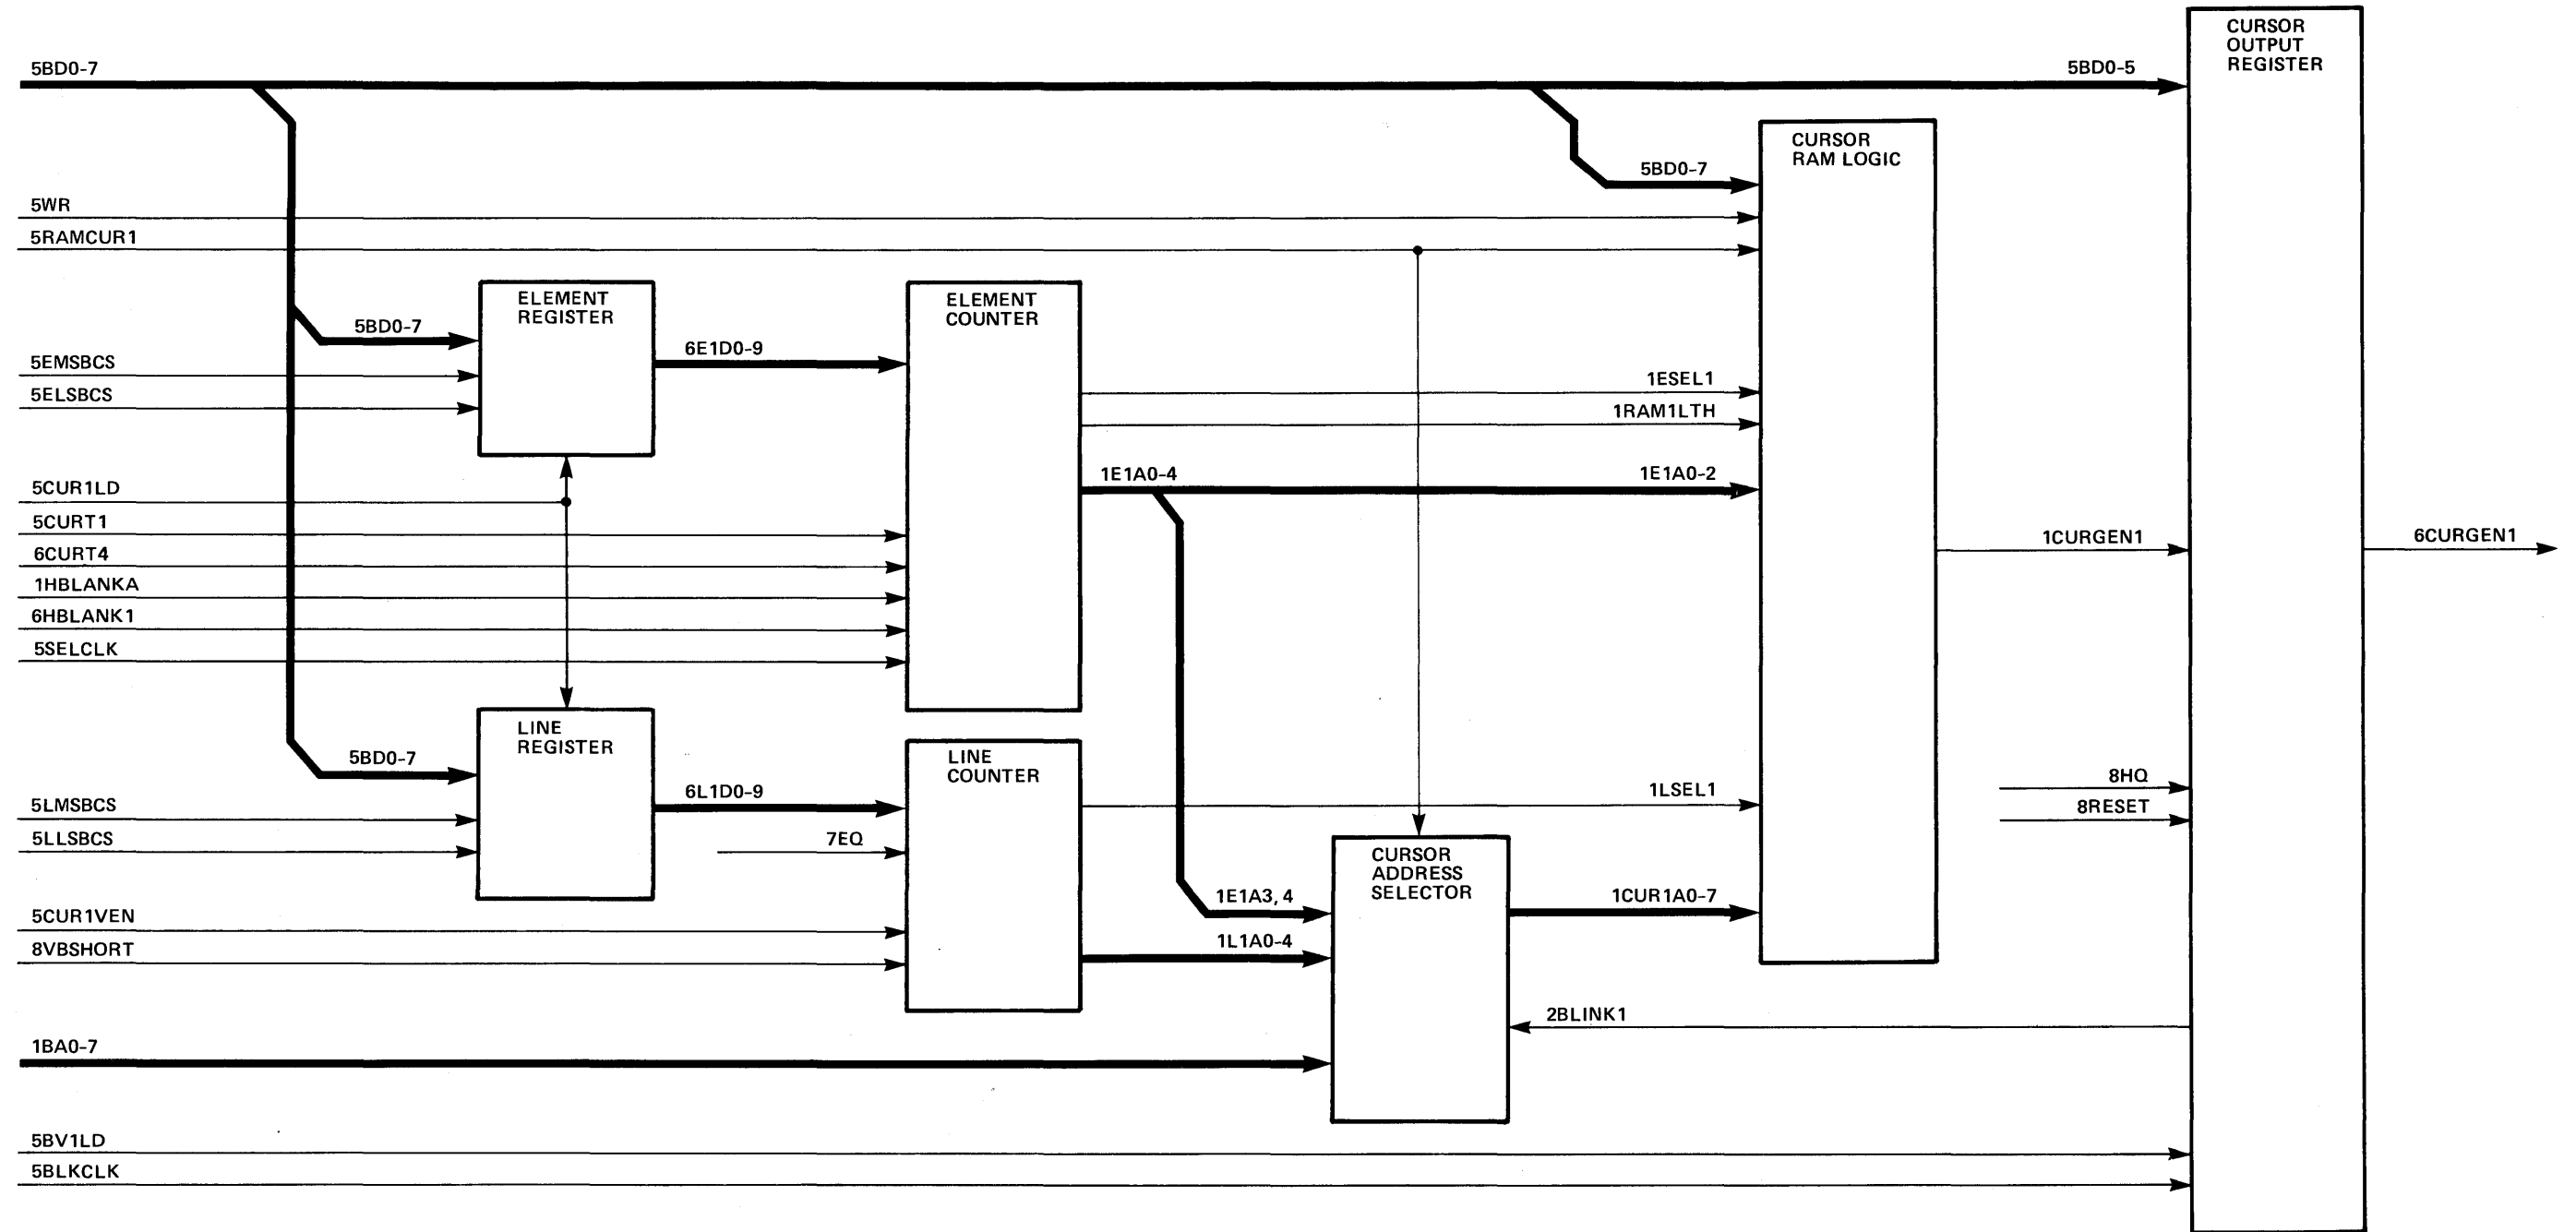 CURSOR
OUTPUT
REGISTER
5BD0-7
5BD0-5
CURSOR
RAM LOGIC
5BD0-7
5WR
5RAMCUR1
ELEMENT
REGISTER
ELEMENT
COUNTER
5BD0-7
6E1D0-9
5EMSBCS
5ELSBCS
1ESEL1
1RAM1LTH
1E1A0-4
1E1A0-2
5CUR1LD
5CURT1
6CURT4
1HBLANKA
6HBLANK1
5SELCLK
1CURGEN1
6CURGEN1
LINE
REGISTER
LINE
COUNTER
5BD0-7
6L1D0-9
1LSEL1
8HQ
8RESET
5LMSBCS
5LLSBCS
7EQ
CURSOR
ADDRESS
SELECTOR
1E1A3, 4
1CUR1A0-7
5CUR1VEN
8VBSHORT
1L1A0-4
2BLINK1
1BA0-7
5BV1LD
5BLKCLK